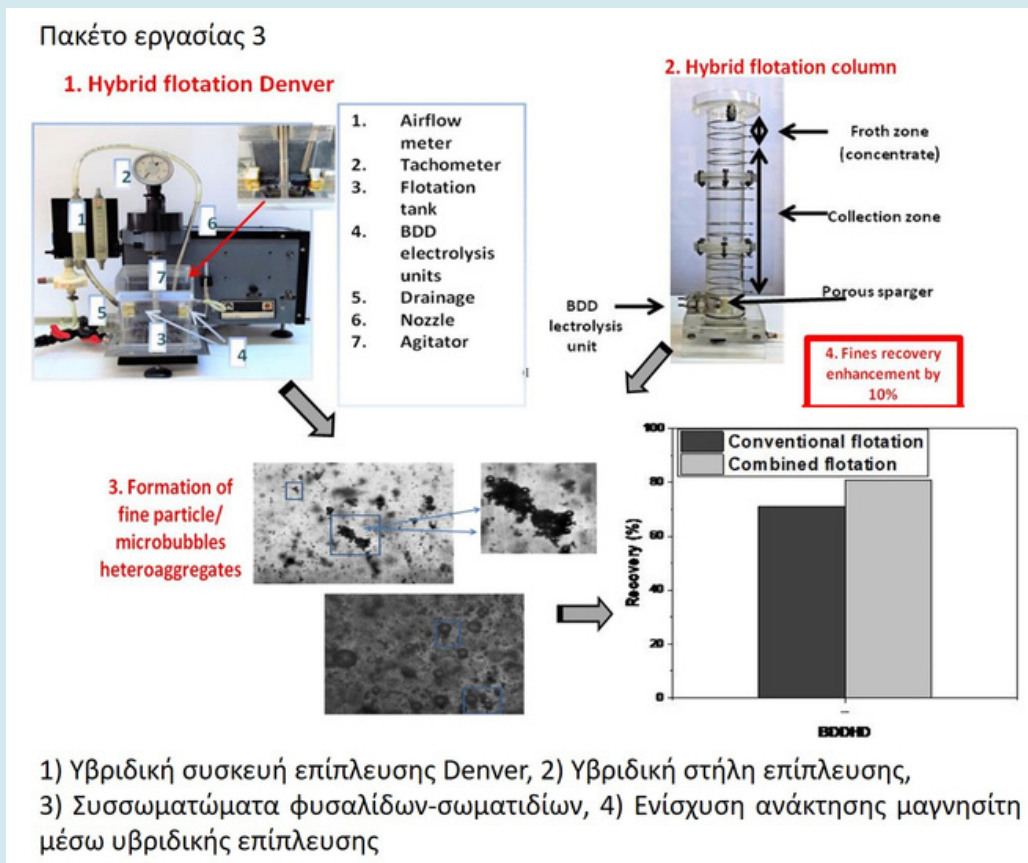 Πακέτο εργασίας 3
1. Hybrid flotation Denver
1. Airflow
meter
2. Tachometer
3. Flotation
tank
4. BDD
electrolysis
units
5. Drainage
6. Nozzle
7. Agitator
2
1
6
7
5
3
4
2. Hybrid flotation column
Froth zone
(concentrate)
Collection zone
Porous sparger
BDD
lectrolysis
unit
4. Fines recovery
enhancement by
10%
3. Formation of
fine particle/
microbubbles
heteroaggregates
Conventional flotation
Combined flotation
Recovery (%)
100
80
60
40
20
0
BDDHD
1) Υβριδική συσκευή επίπλευσης Denver, 2) Υβριδική στήλη επίπλευσης,
3) Συσσωματώματα φυσαλίδων-σωματιδίων, 4) Ενίσχυση ανάκτησης μαγνησίτη
μέσω υβριδικής επίπλευσης